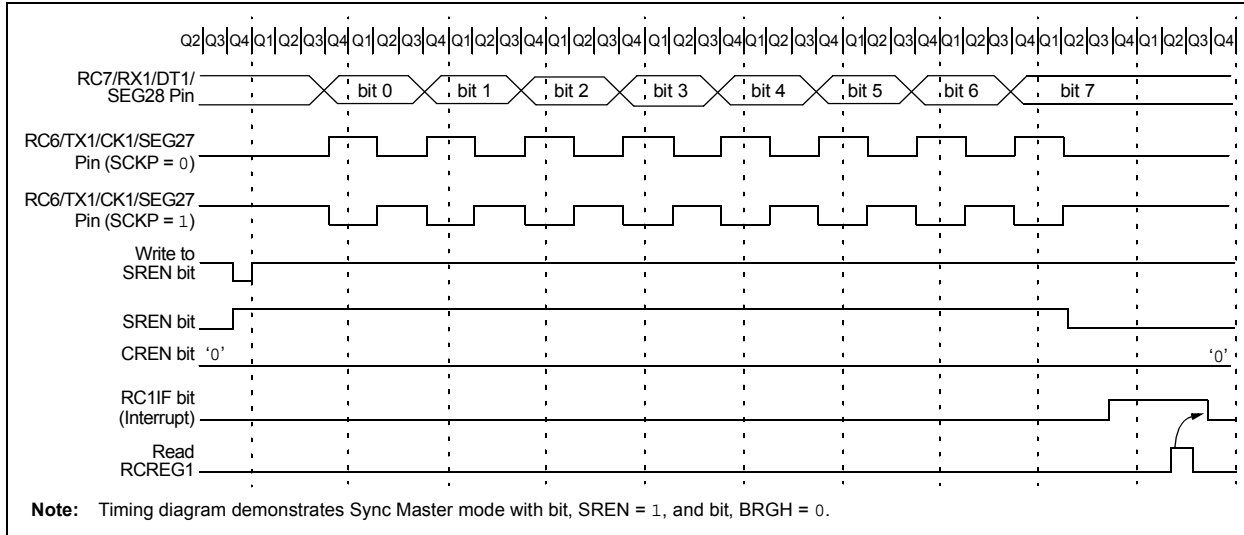 Q2 Q3 Q4 Q1 Q2 Q3 Q4 Q1 Q2 Q3 Q4 Q1 Q2 Q3 Q4 Q1 Q2 Q3 Q4 Q1 Q2 Q3 Q4 Q1 Q2 Q3 Q4 Q1 Q2 Q3 Q4 Q1 Q2 Q3 Q4 Q1 Q2 Q3 Q4 Q1 Q2 Q3 Q4
RC7/RX1/DT1/
SEG28 Pin
bit 0 bit 1 bit 2 bit 3 bit 4 bit 5 bit 6 bit 7
RC6/TX1/CK1/SEG27
Pin (SCKP = 0)
RC6/TX1/CK1/SEG27
Pin (SCKP = 1)
Write to
SREN bit
SREN bit
CREN bit ‘0’ ‘0’
RC1IF bit
(Interrupt)
Read
RCREG1
Note: Timing diagram demonstrates Sync Master mode with bit, SREN = 1, and bit, BRGH = 0.